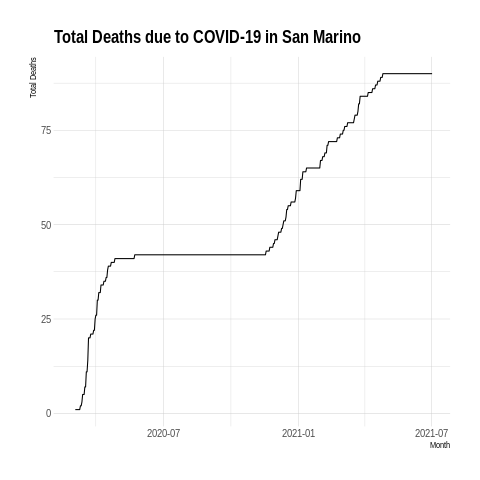 Total Deaths due to COVID-19 in San Marino
Total Deaths
75
50
25
0
2020-07
2021-01
2021-07
Month